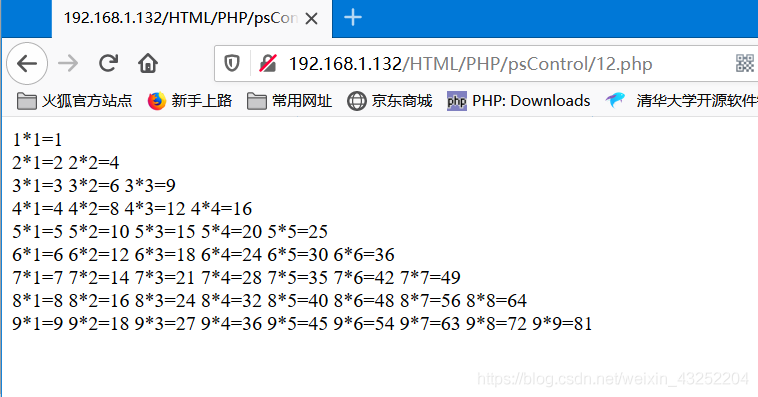 192.168.1.132/HTML/PHP/psCon
192.168.1.132/HTML/PHP/psControl/12.php
火狐官方站点 新手上路 常用网址 京东商城 php PHP: Downloads 清华大学开源软件
1*1=1
2*1=2 2*2=4
3*1=3 3*2=6 3*3=9
4*1=4 4*2=8 4*3=12 4*4=16
5*1=5 5*2=10 5*3=15 5*4=20 5*5=25
6*1=6 6*2=12 6*3=18 6*4=24 6*5=30 6*6=36
7*1=7 7*2=14 7*3=21 7*4=28 7*5=35 7*6=42 7*7=49
8*1=8 8*2=16 8*3=24 8*4=32 8*5=40 8*6=48 8*7=56 8*8=64
9*1=9 9*2=18 9*3=27 9*4=36 9*5=45 9*6=54 9*7=63 9*8=72 9*9=81
https://blog.csdn.net/weixin_43252204